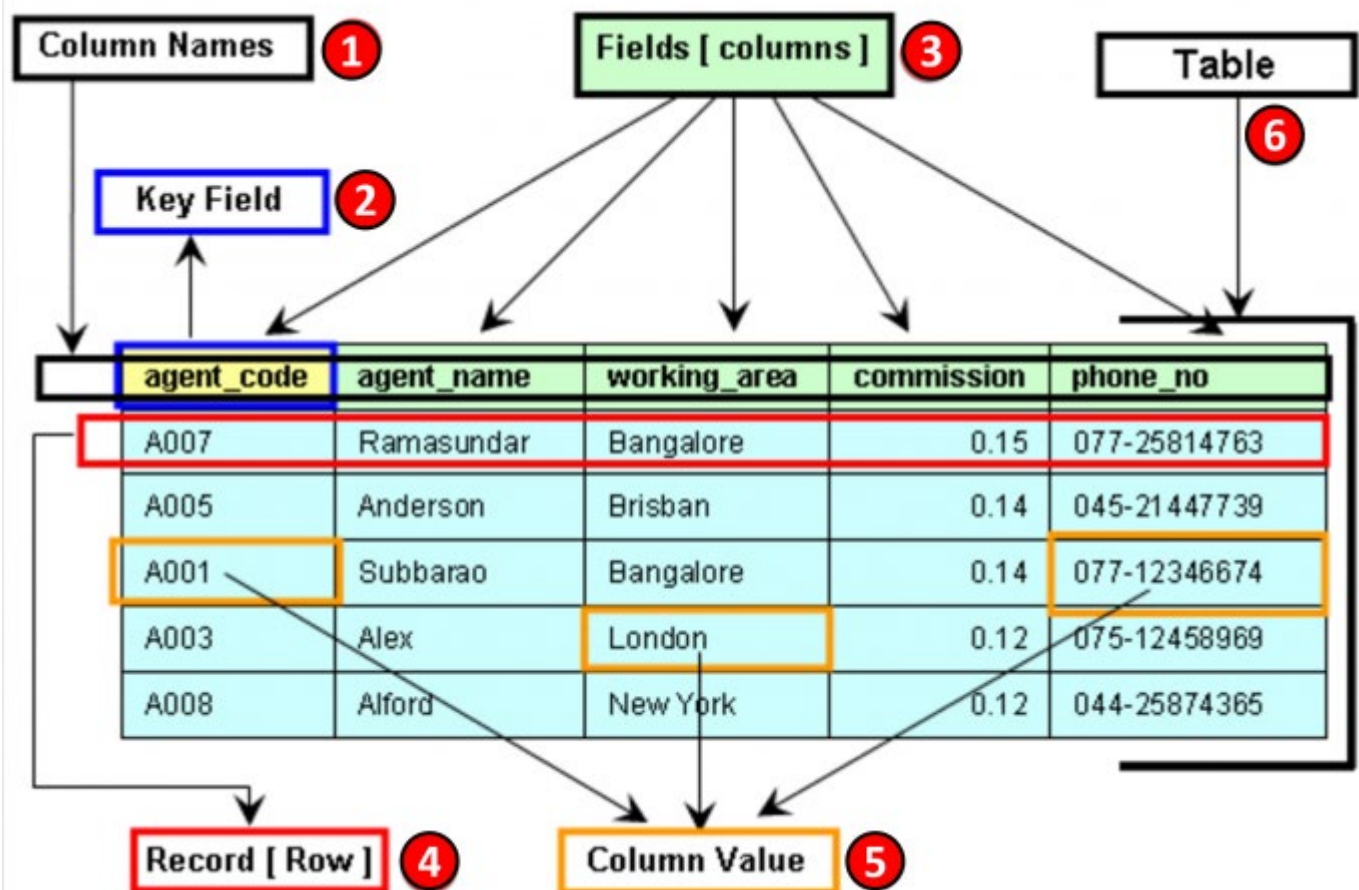 Column Names 1
Fields [ columns ] 3
Table
6
Key Field 2
agent_code agent_name working_area commission phone_no
A007 Ramasundar Bangalore 0.15 077-25814763
A005 Anderson Brisban 0.14 045-21447739
A001 Subbarao Bangalore 0.14 077-12346674
A003 Alex London 0.12 075-12458969
A008 Alford New York 0.12 044-25874365
Record [ Row ] 4
Column Value 5